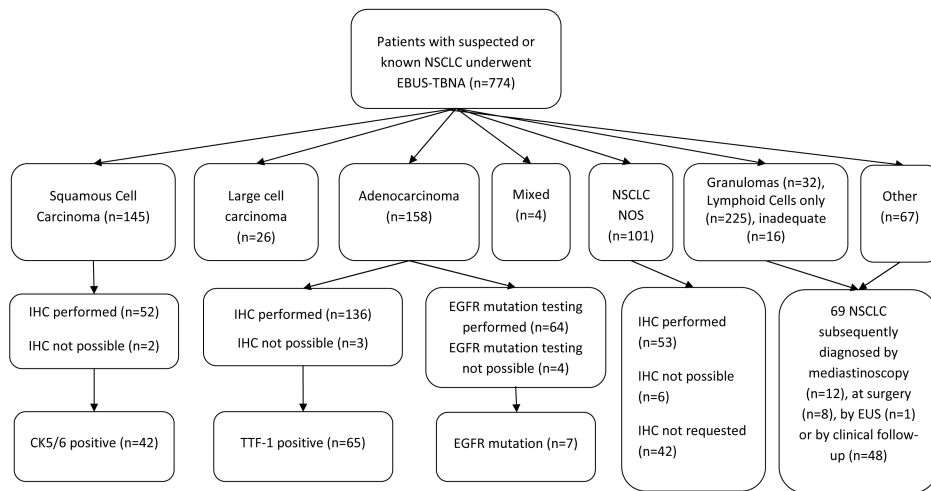 Patients with suspected or
known NSCLC underwent
EBUS-TBNA (n=774)
Squamous Cell
Carcinoma (n=145)
Large cell
carcinoma
(n=26)
Adenocarcinoma
(n=158)
Mixed
(n=4)
NSCLC
NOS
(n=101)
Granulomas (n=32),
Lymphoid Cells only
(n=225), inadequate
(n=16)
Other
(n=67)
IHC performed (n=52)
IHC not possible (n=2)
IHC performed (n=136)
IHC not possible (n=3)
EGFR mutation testing
performed (n=64)
EGFR mutation testing
not possible (n=4)
IHC performed
(n=53)
IHC not possible
(n=6)
IHC not requested
(n=42)
69 NSCLC
subsequently
diagnosed by
mediastinoscopy
(n=12), at surgery
(n=8), by EUS (n=1)
or by clinical follow-
up (n=48)
CK5/6 positive (n=42)
TTF-1 positive (n=65)
EGFR mutation (n=7)